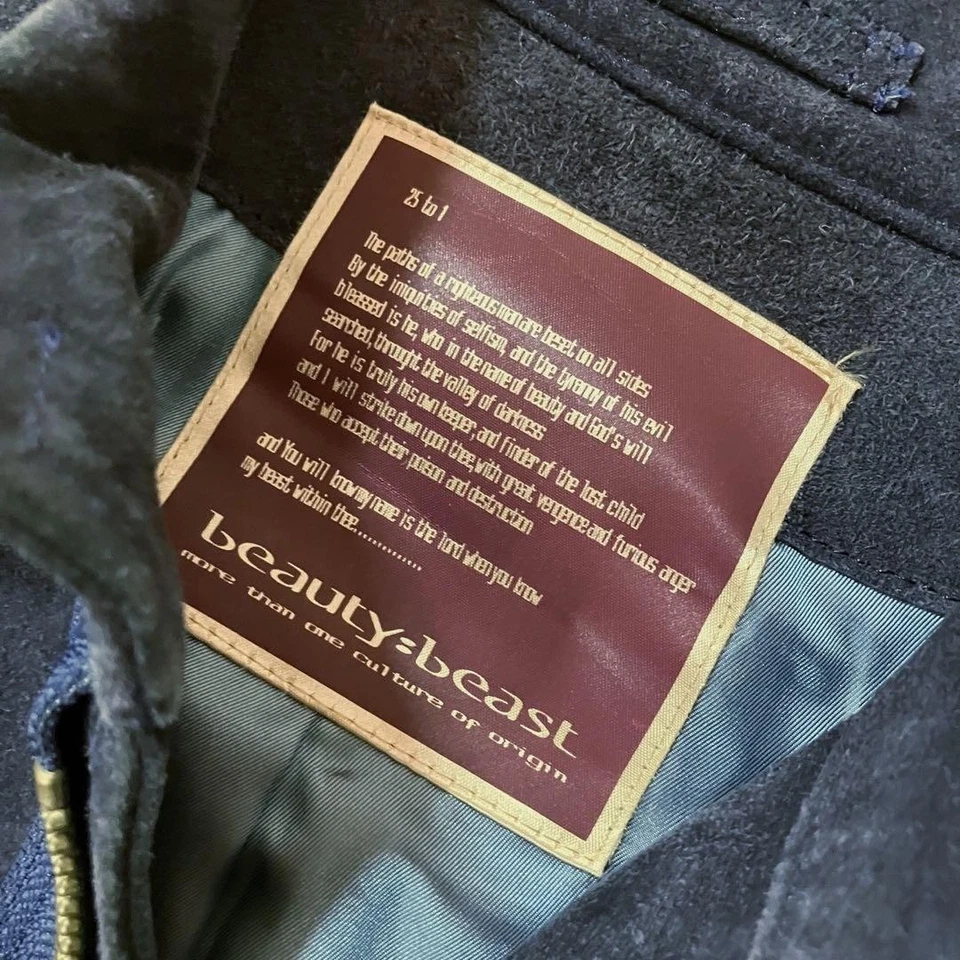 25 to 1
The paths of a righteous man are beset on all sides
By the iniquities of selfism, and the tyranny of his evil
bleassed is he, who in the name of beauty and God's will
searched, throught the valley of darkness
For he is truly his own keeper, and finder of the lost child
and I will strike down upon thee, with great vengence and furious anger
Those who accept their, poison and destruction
and You will know my name is the lord when you know
my beast within thee..............
beauty:beast
more than one culture of origin